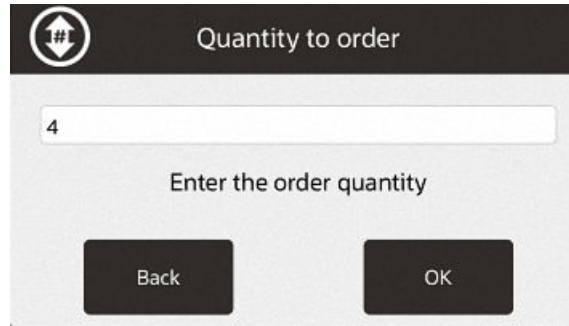 #
Quantity to order
4
Enter the order quantity
Back
OK